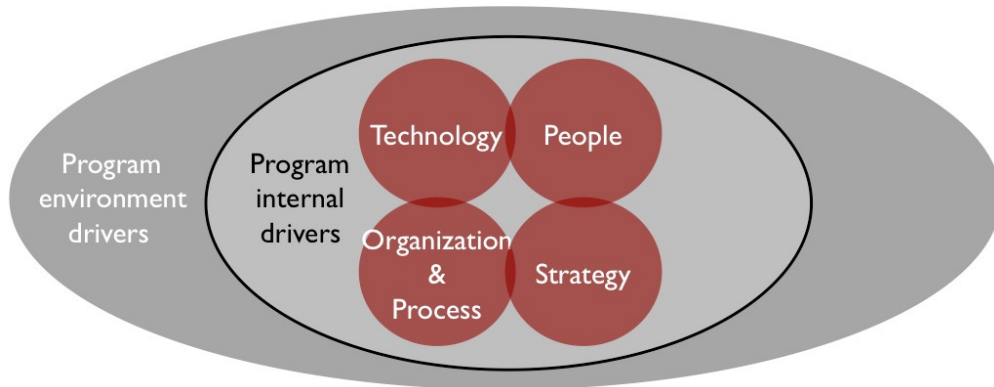 Program
environment
drivers
Program
internal
drivers
Technology
People
Organization
&
Process
Strategy